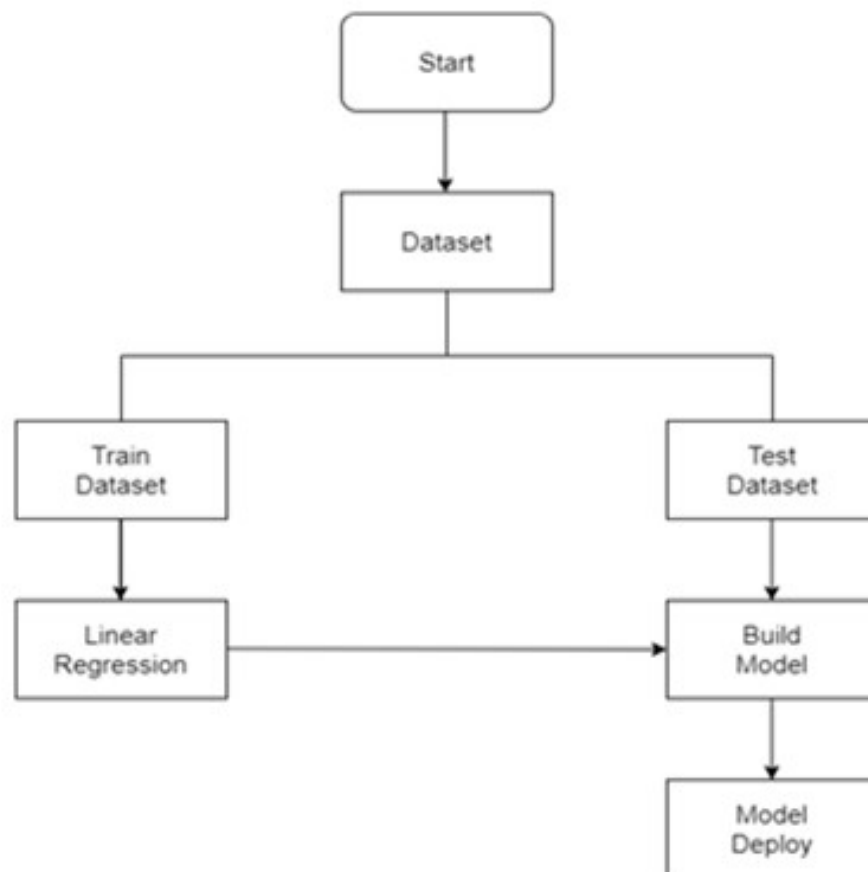 Start
Dataset
Train
Dataset
Test
Dataset
Linear
Regression
Build
Model
Model
Deploy